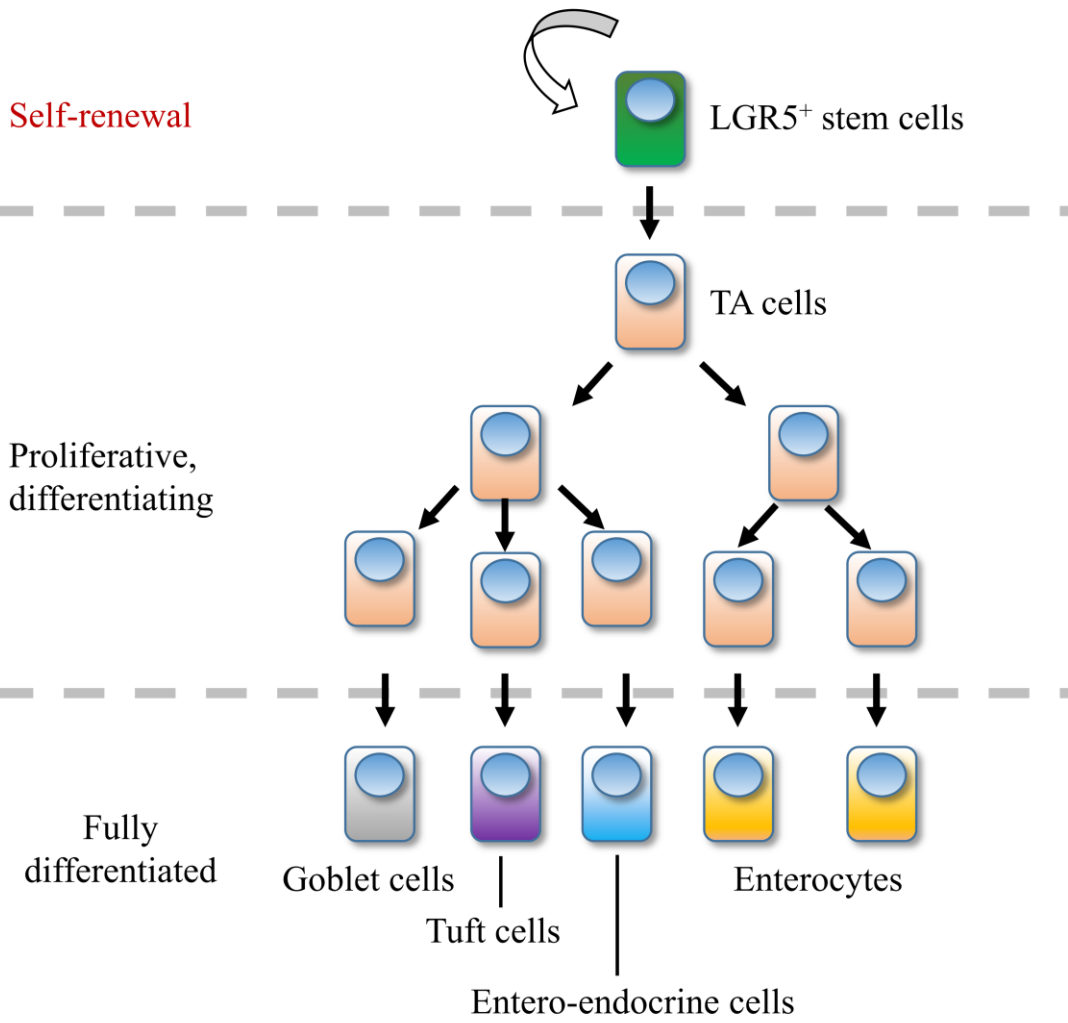 Self-renewal
LGR5⁺ stem cells
TA cells
Proliferative,
differentiating
Fully
differentiated
Goblet cells
Enterocytes
Tuft cells
Entero-endocrine cells